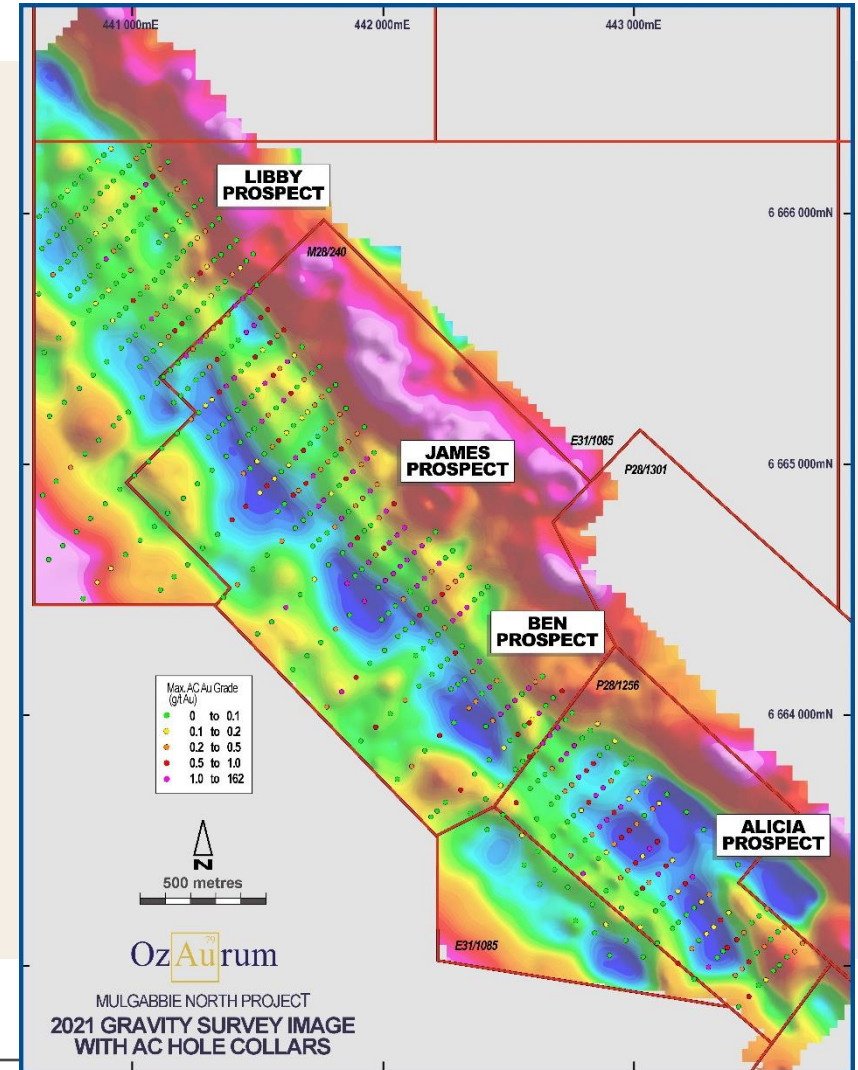 441 000mE
442 000mE
443 000mE
LIBBY
PROSPECT
6 666 000mN
M28/240
JAMES
PROSPECT
E31/1085
P28/1301
6 665 000mN
BEN
PROSPECT
P28/1256
Max. AC Au Grade
(g/t Au)
0 to 0.1
0.1 to 0.2
0.2 to 0.5
0.5 to 1.0
1.0 to 162
6 664 000mN
ALICIA
PROSPECT
N
500 metres
E31/1085
79
OzAurum
MULGABBIE NORTH PROJECT
2021 GRAVITY SURVEY IMAGE
WITH AC HOLE COLLARS